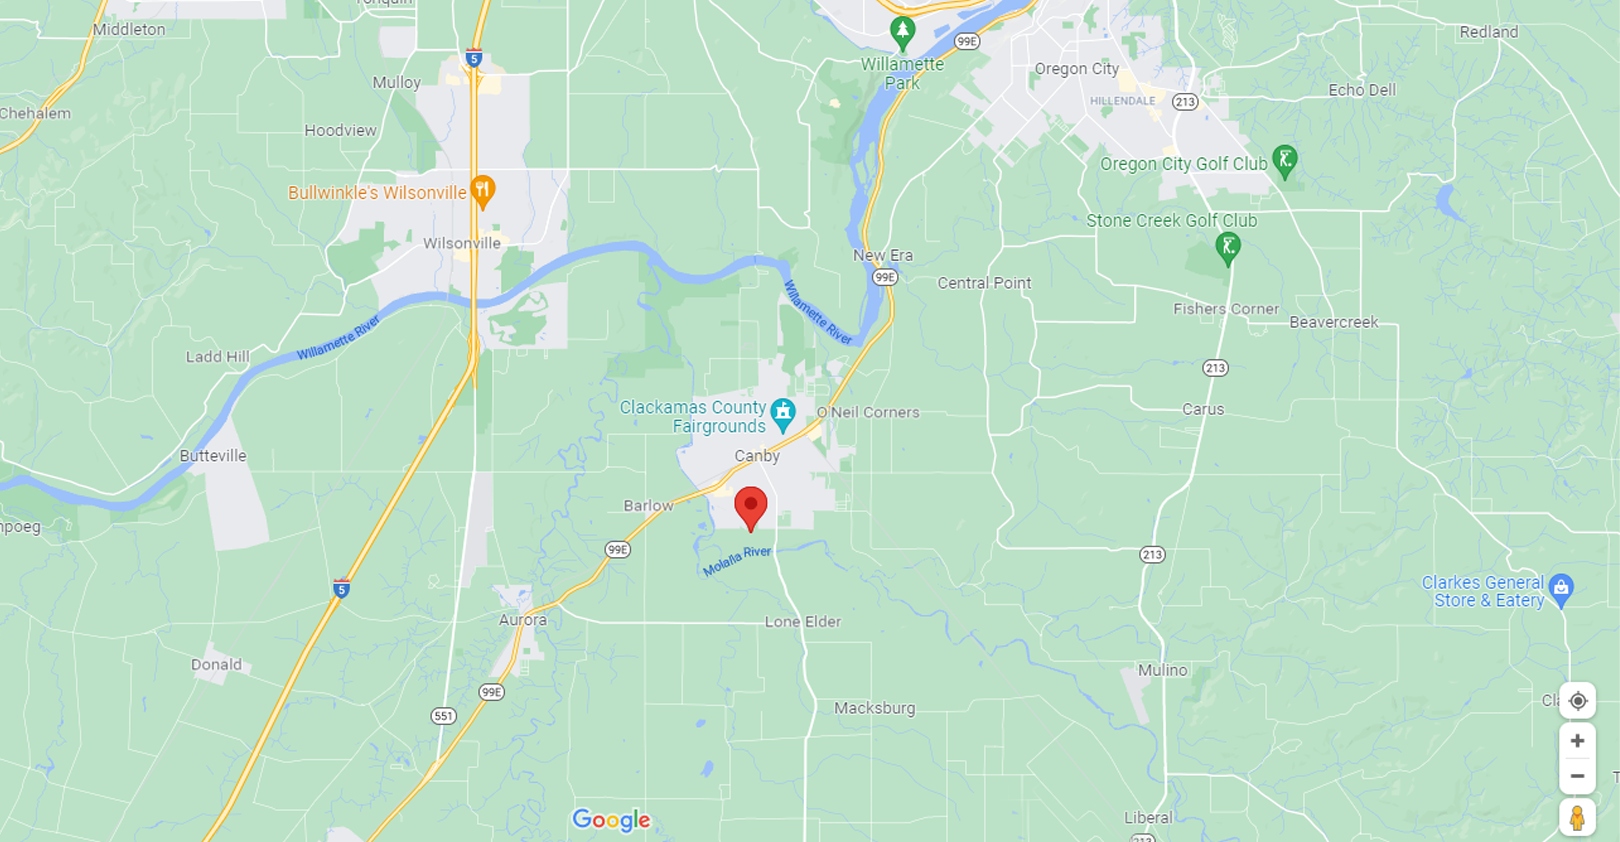 Tonquin
Middleton
5
99E
Redland
Willamette
Park
Mulloy
Oregon City
Echo Dell
HILLENDALE
213
Chehalem
Hoodview
Oregon City Golf Club
Bullwinkle's Wilsonville
Stone Creek Golf Club
Wilsonville
New Era
99E
Central Point
Willamette River
Fishers Corner
Beavercreek
Willamette River
Ladd Hill
213
Clackamas County
Fairgrounds
O'Neil Corners
Carus
Butteville
Canby
Barlow
mpoeg
99E
Molalla River
213
5
Clarkes General
Store & Eatery
Aurora
Lone Elder
Donald
Mulino
99E
551
Macksburg
Cla
+
−
T
Google
Liberal
213